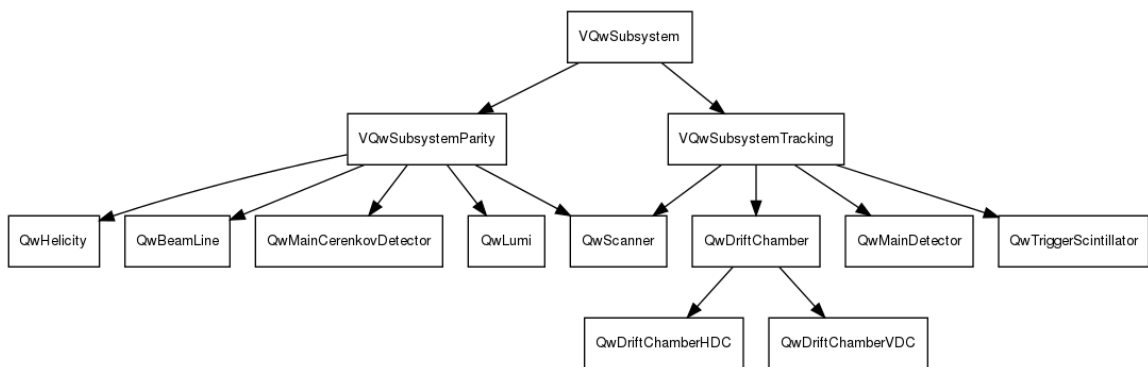 VQwSubsystem
VQwSubsystemParity
VQwSubsystemTracking
QwHelicity
QwBeamLine
QwMainCerenkovDetector
QwLumi
QwScanner
QwDriftChamber
QwMainDetector
QwTriggerScintillator
QwDriftChamberHDC
QwDriftChamberVDC